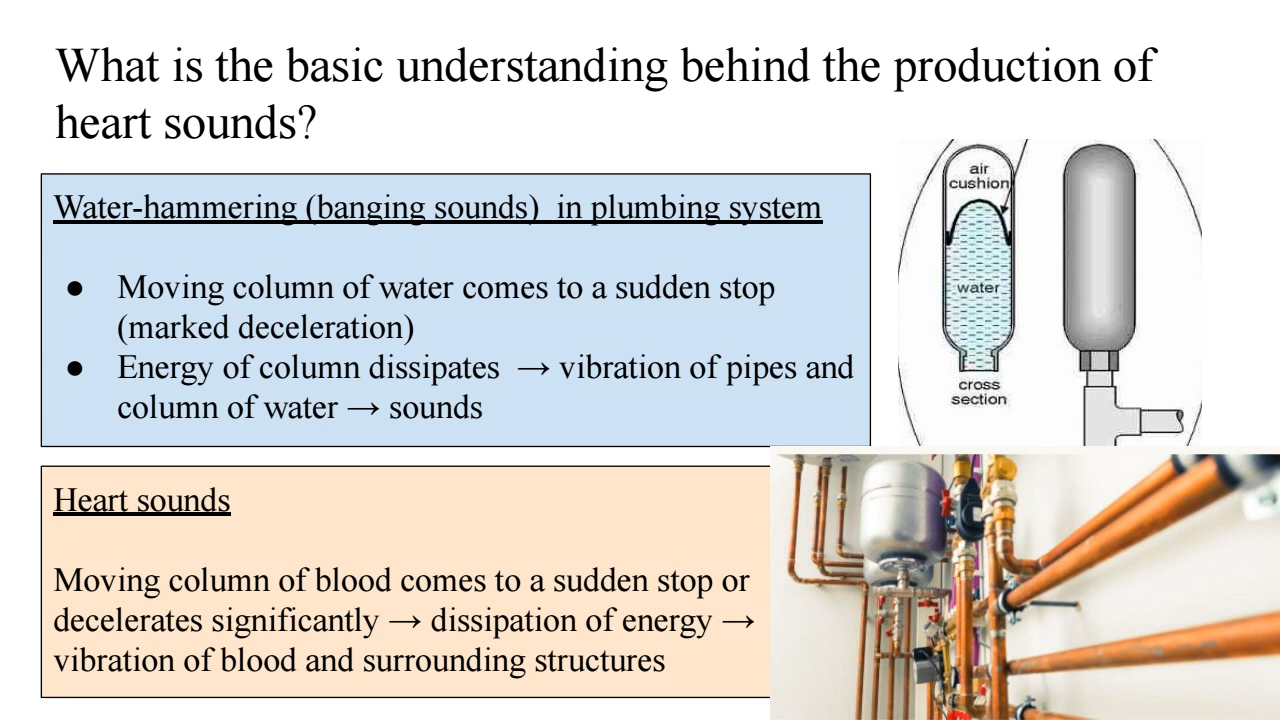 What is the basic understanding behind the production of
heart sounds?
Water-hammering (banging sounds)  in plumbing system
● Moving column of water comes to a sudden stop
(marked deceleration)
● Energy of column dissipates → vibration of pipes and
column of water → sounds
air
cushion
water
cross
section
Heart sounds
Moving column of blood comes to a sudden stop or
decelerates significantly → dissipation of energy →
vibration of blood and surrounding structures